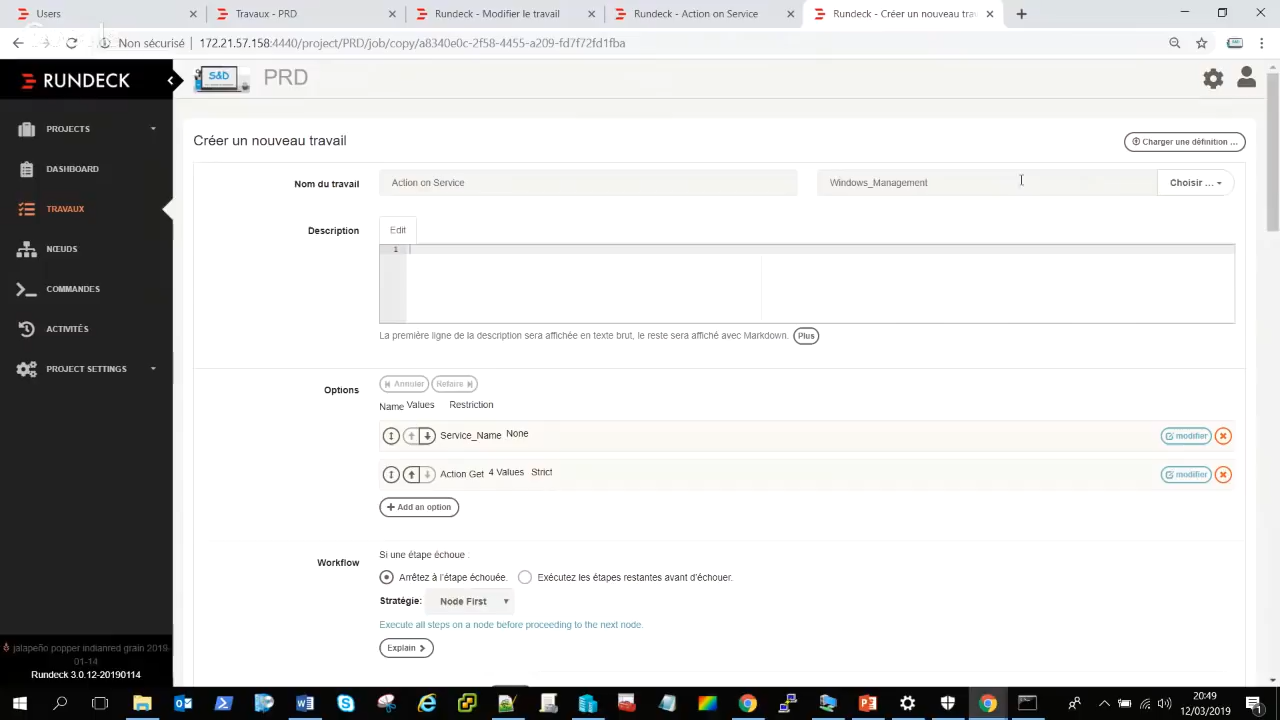 Users
Rundeck - Travaux - PRD
Rundeck - Modifier le travail
Rundeck - Action on Service
Rundeck - Créer un nouveau trav
Non sécurisé
172.21.57.158:4440/project/PRD/job/copy/a8340e0c-2f58-4455-a209-fd7f72fd1fba
RUNDECK
S&D
PRD
PROJECTS
DASHBOARD
TRAVAUX
NŒUDS
COMMANDES
ACTIVITÉS
PROJECT SETTINGS
jalapeño popper indianred grain 2019-
01-14
Rundeck 3.0.12-20190114
Créer un nouveau travail
Charger une définition ...
Nom du travail
Action on Service
Windows_Management
Choisir ...
Description
Edit
1
La première ligne de la description sera affichée en texte brut, le reste sera affiché avec Markdown.
Plus
Options
Annuler
Refaire
Name Values Restriction
Service_Name None
modifier
Action Get 4 Values Strict
modifier
Add an option
Workflow
Si une étape échoue :
Arrêtez à l'étape échouée.
Exécutez les étapes restantes avant d'échouer.
Stratégie:
Node First
Execute all steps on a node before proceeding to the next node.
Explain
20:49
12/03/2019